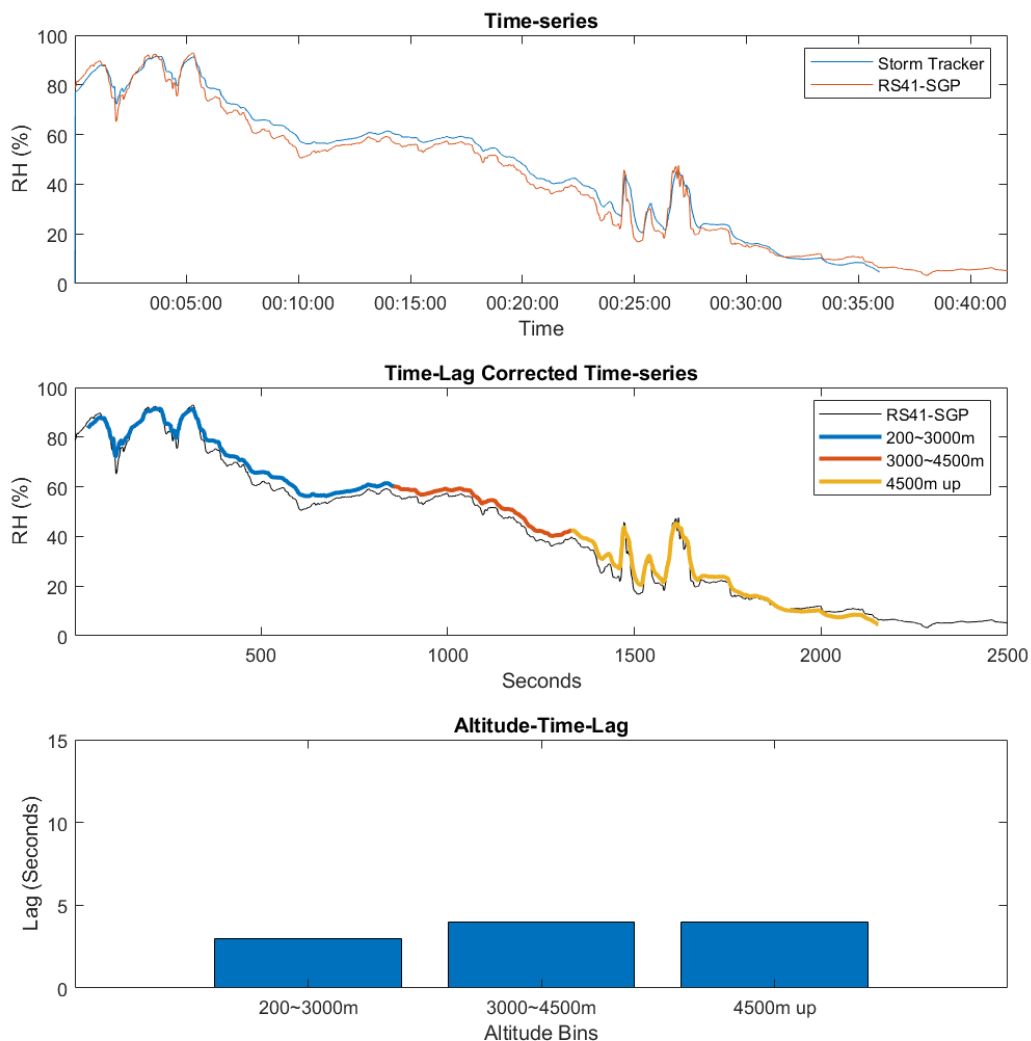 Time-series
100
80
60
40
20
0
RH (%)
Storm Tracker
RS41-SGP
00:05:00 00:10:00 00:15:00 00:20:00 00:25:00 00:30:00 00:35:00 00:40:00
Time
Time-Lag Corrected Time-series
100
80
60
40
20
0
RH (%)
RS41-SGP
200~3000m
3000~4500m
4500m up
500 1000 1500 2000 2500
Seconds
Altitude-Time-Lag
15
10
5
0
Lag (Seconds)
200~3000m 3000~4500m 4500m up
Altitude Bins